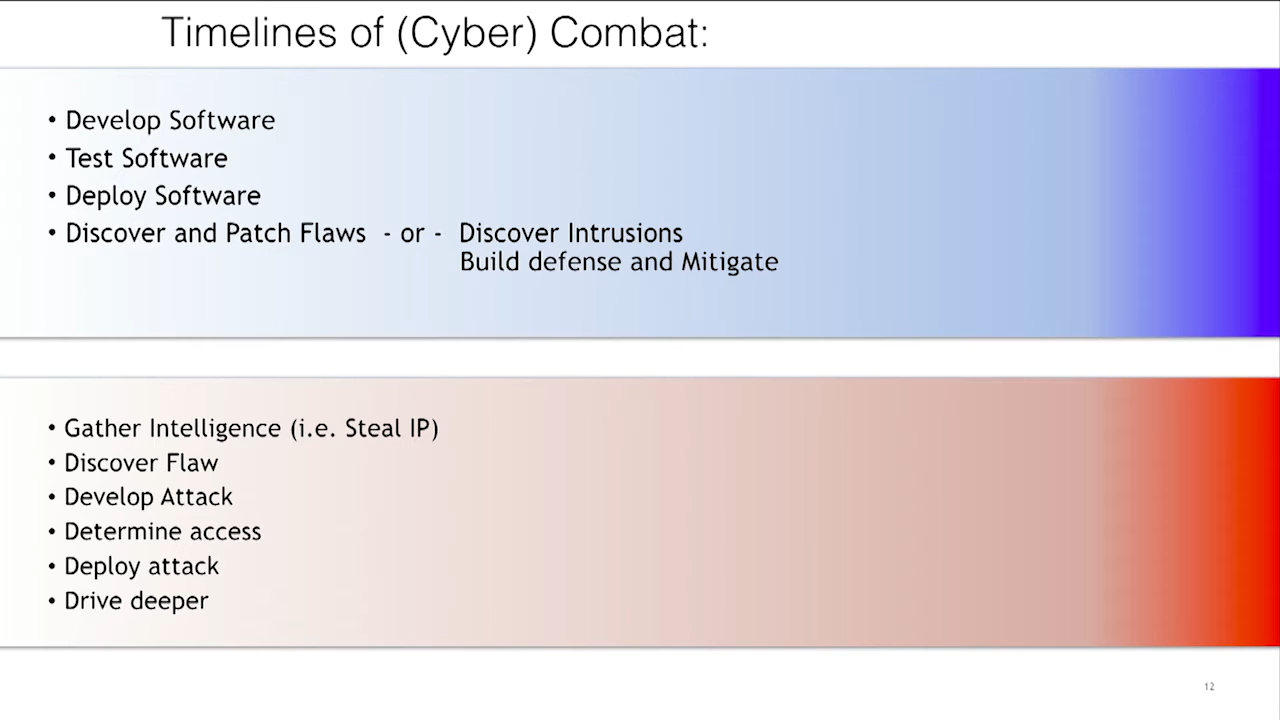 Timelines of (Cyber) Combat:
• Develop Software
• Test Software
• Deploy Software
• Discover and Patch Flaws - or - Discover Intrusions
Build defense and Mitigate
• Gather Intelligence (i.e. Steal IP)
• Discover Flaw
• Develop Attack
• Determine access
• Deploy attack
• Drive deeper
12